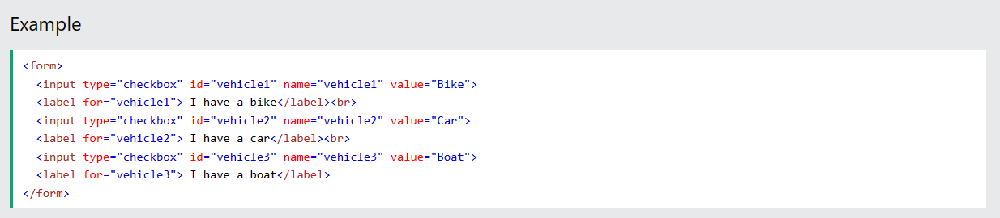 Example
<form>
  <input type="checkbox" id="vehicle1" name="vehicle1" value="Bike">
  <label for="vehicle1"> I have a bike</label><br>
  <input type="checkbox" id="vehicle2" name="vehicle2" value="Car">
  <label for="vehicle2"> I have a car</label><br>
  <input type="checkbox" id="vehicle3" name="vehicle3" value="Boat">
  <label for="vehicle3"> I have a boat</label>
</form>